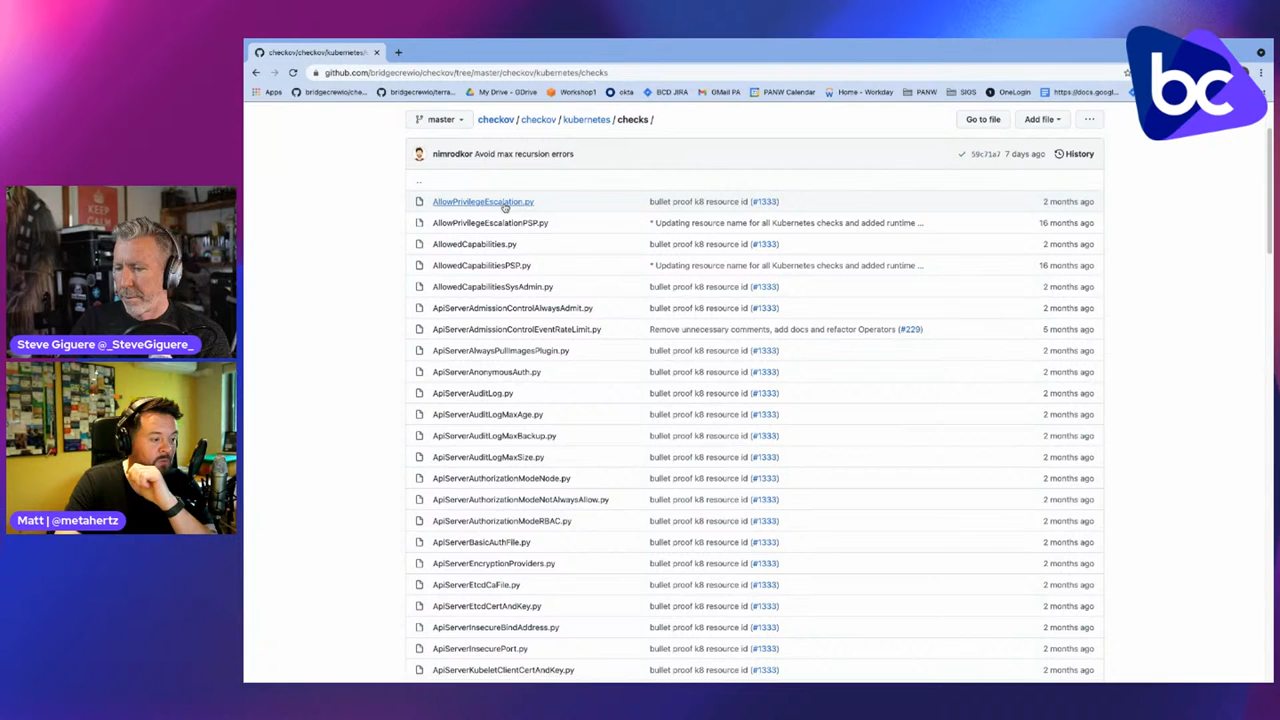 checkov/checkov/kubernetes/
github.com/bridgecrewio/checkov/tree/master/checkov/kubernetes/checks
Apps
bridgecrewio/che...
bridgecrewio/terra...
My Drive - GDrive
Workshop1
okta
BCD JIRA
GMail PA
PANW Calendar
Home - Workday
PANW
SIGS
OneLogin
https://docs.googl...
bc
master
checkov / checkov / kubernetes / checks /
Go to file
Add file
...
nimrodkor Avoid max recursion errors
59c71a7 7 days ago
History
..
AllowPrivilegeEscalation.py bullet proof k8 resource id (#1333) 2 months ago
AllowPrivilegeEscalationPSP.py * Updating resource name for all Kubernetes checks and added runtime ... 16 months ago
AllowedCapabilities.py bullet proof k8 resource id (#1333) 2 months ago
AllowedCapabilitiesPSP.py * Updating resource name for all Kubernetes checks and added runtime ... 16 months ago
AllowedCapabilitiesSysAdmin.py bullet proof k8 resource id (#1333) 2 months ago
ApiServerAdmissionControlAlwaysAdmit.py bullet proof k8 resource id (#1333) 2 months ago
ApiServerAdmissionControlEventRateLimit.py Remove unnecessary comments, add docs and refactor Operators (#229) 5 months ago
ApiServerAlwaysPullImagesPlugin.py bullet proof k8 resource id (#1333) 2 months ago
ApiServerAnonymousAuth.py bullet proof k8 resource id (#1333) 2 months ago
ApiServerAuditLog.py bullet proof k8 resource id (#1333) 2 months ago
ApiServerAuditLogMaxAge.py bullet proof k8 resource id (#1333) 2 months ago
ApiServerAuditLogMaxBackup.py bullet proof k8 resource id (#1333) 2 months ago
ApiServerAuditLogMaxSize.py bullet proof k8 resource id (#1333) 2 months ago
ApiServerAuthorizationModeNode.py bullet proof k8 resource id (#1333) 2 months ago
ApiServerAuthorizationModeNotAlwaysAllow.py bullet proof k8 resource id (#1333) 2 months ago
ApiServerAuthorizationModeRBAC.py bullet proof k8 resource id (#1333) 2 months ago
ApiServerBasicAuthFile.py bullet proof k8 resource id (#1333) 2 months ago
ApiServerEncryptionProviders.py bullet proof k8 resource id (#1333) 2 months ago
ApiServerEtcdCaFile.py bullet proof k8 resource id (#1333) 2 months ago
ApiServerEtcdCertAndKey.py bullet proof k8 resource id (#1333) 2 months ago
ApiServerInsecureBindAddress.py bullet proof k8 resource id (#1333) 2 months ago
ApiServerInsecurePort.py bullet proof k8 resource id (#1333) 2 months ago
ApiServerKubeletClientCertAndKey.py bullet proof k8 resource id (#1333) 2 months ago
KEEP
CALM
Steve Giguere @_SteveGiguere_
Matt | @metahertz